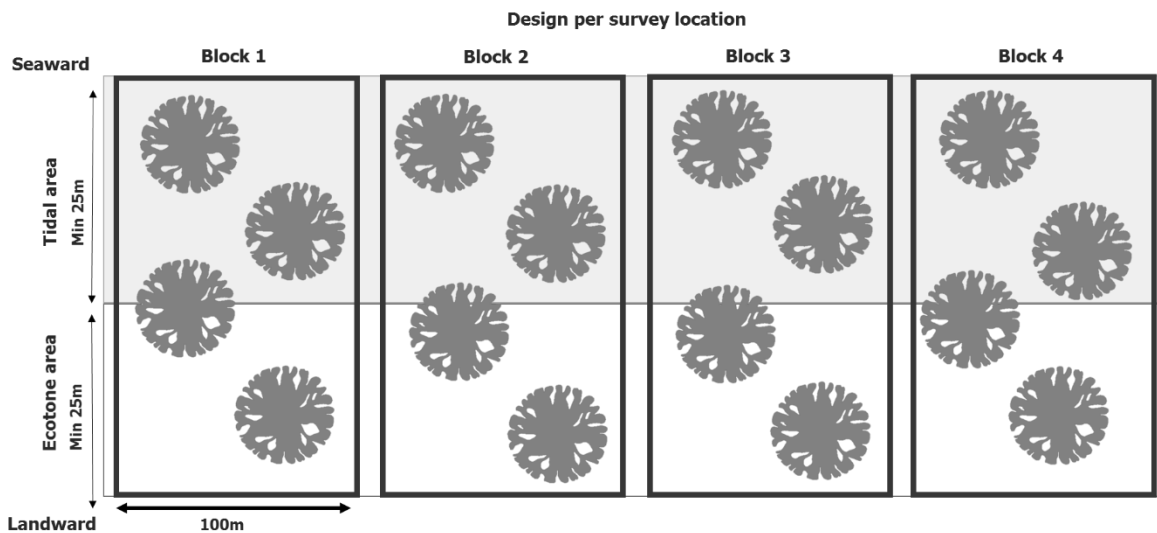 Design per survey location
Seaward
Block 1
Block 2
Block 3
Block 4
Tidal area
Min 25m
Ecotone area
Min 25m
Landward
100m